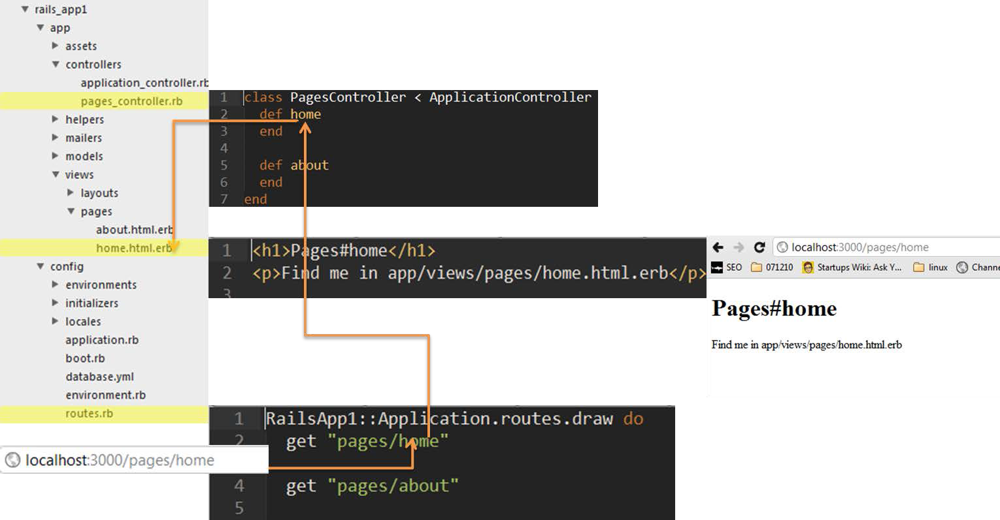 rails_app1
app
assets
controllers
application_controller.rb
pages_controller.rb
helpers
mailers
models
views
layouts
pages
about.html.erb
home.html.erb
config
environments
initializers
locales
application.rb
boot.rb
database.yml
environment.rb
routes.rb
1 class PagesController < ApplicationController
2 def home
3 end
4
5 def about
6 end
7 end
1 <h1>Pages#home</h1>
2 <p>Find me in app/views/pages/home.html.erb</p>
3
localhost:3000/pages/home
SEO 071210 Startups Wiki: Ask Y... linux Channe
Pages#home
Find me in app/views/pages/home.html.erb
1 RailsApp1::Application.routes.draw do
2 get "pages/home"
localhost:3000/pages/home
4 get "pages/about"
5